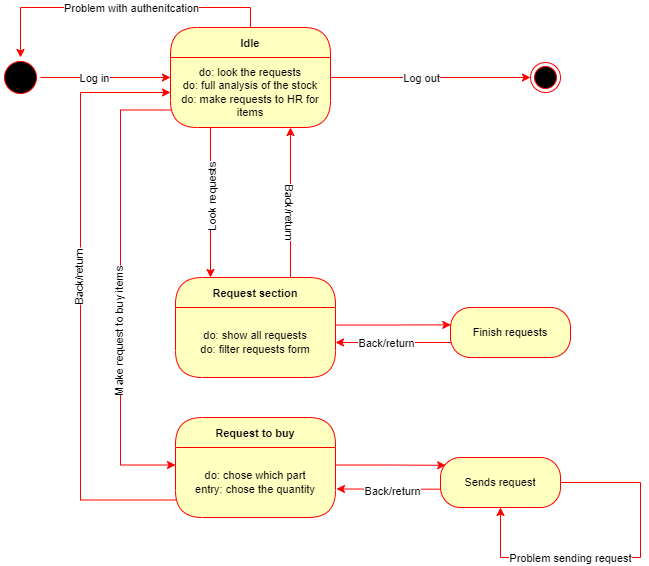 Problem with authenitcation
Idle
do: look the requests
do: full analysis of the stock
do: make requests to HR for
items
Log in
Log out
Look requests
Back/return
Back/return
Make request to buy items
Request section
do: show all requests
do: filter requests form
Finish requests
Back/return
Request to buy
do: chose which part
entry: chose the quantity
Sends request
Back/return
Problem sending request